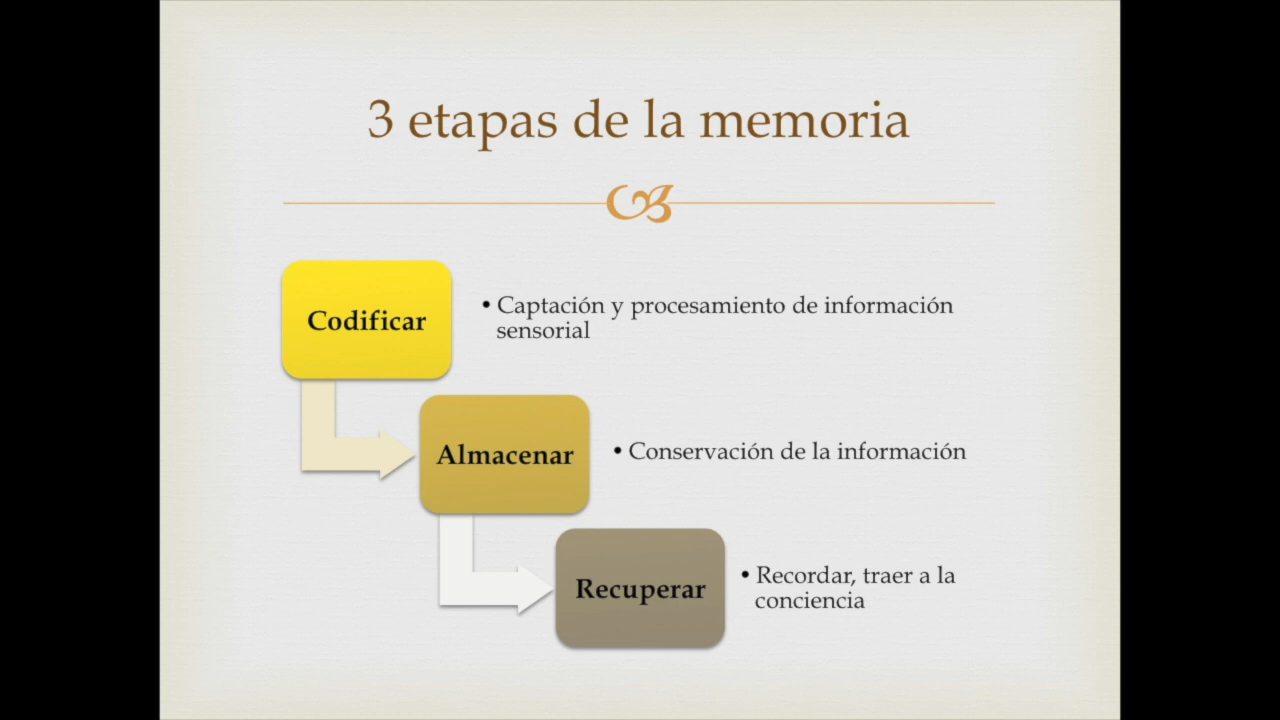 3 etapas de la memoria
Codificar
• Captación y procesamiento de información
sensorial
Almacenar
• Conservación de la información
Recuperar
• Recordar, traer a la
conciencia